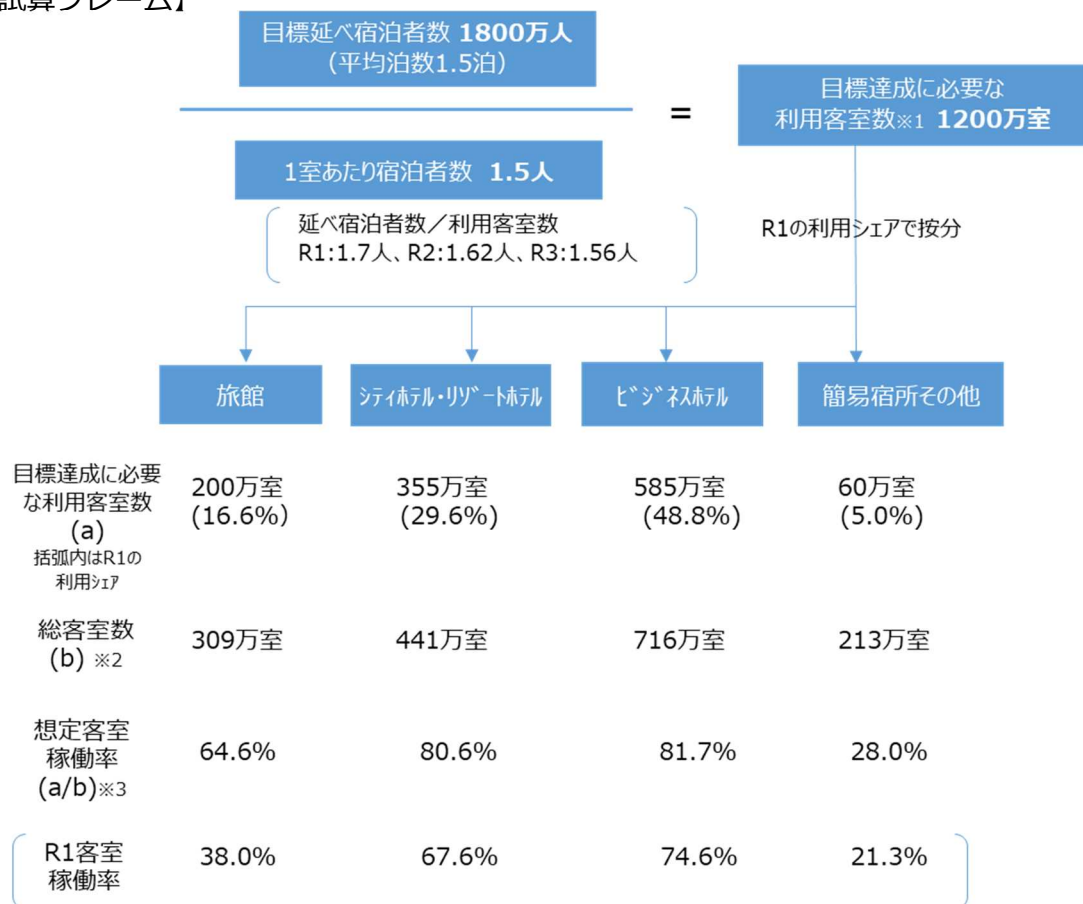 試算フレーム】
目標延べ宿泊者数 1800万人
(平均泊数1.5泊)
=
目標達成に必要な
利用客室数※1 1200万室
1室あたり宿泊者数 1.5人
延べ宿泊者数／利用客室数
R1:1.7人、R2:1.62人、R3:1.56人
R1の利用シェアで按分
旅館
ｼﾃｨﾎﾃﾙ・ﾘｿﾞｰﾄﾎﾃﾙ
ﾋﾞｼﾞﾈｽﾎﾃﾙ
簡易宿所その他
目標達成に必要
な利用客室数
(a)
括弧内はR1の
利用ｼｪｱ
200万室
(16.6%)
355万室
(29.6%)
585万室
(48.8%)
60万室
(5.0%)
総客室数
(b) ※2
309万室
441万室
716万室
213万室
想定客室
稼働率
(a/b)※3
64.6%
80.6%
81.7%
28.0%
R1客室
稼働率
38.0%
67.6%
74.6%
21.3%